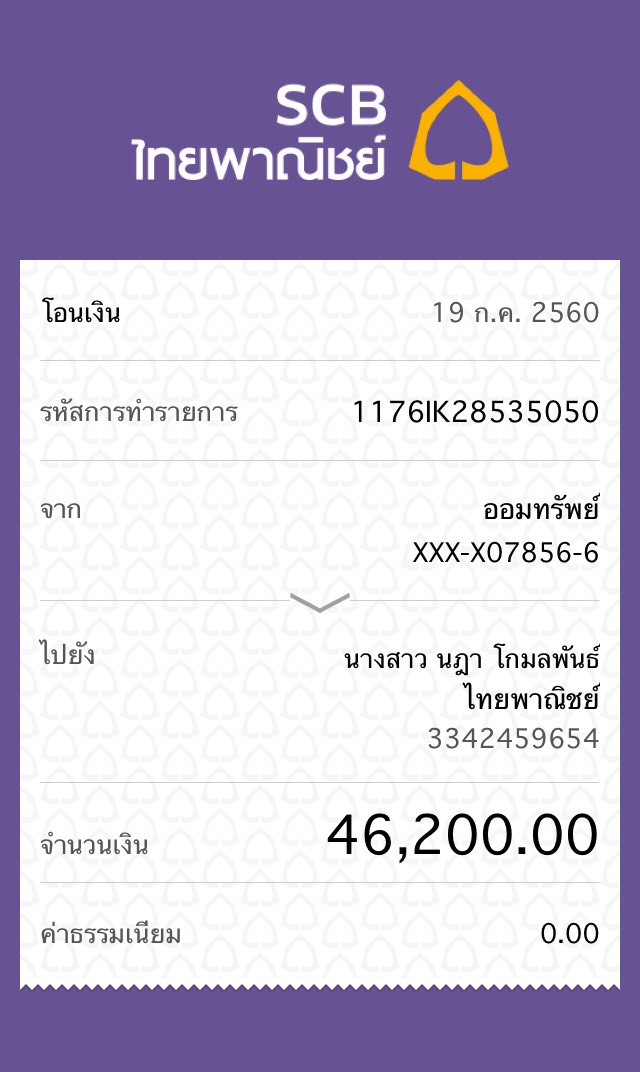 SCB
ไทยพาณิชย์
โอนเงิน 19 ก.ค. 2560
รหัสการทำรายการ 1176IK28535050
จาก ออมทรัพย์
XXX-X07856-6
ไปยัง นางสาว นฎา โกมลพันธ์
ไทยพาณิชย์
3342459654
จำนวนเงิน 46,200.00
ค่าธรรมเนียม 0.00